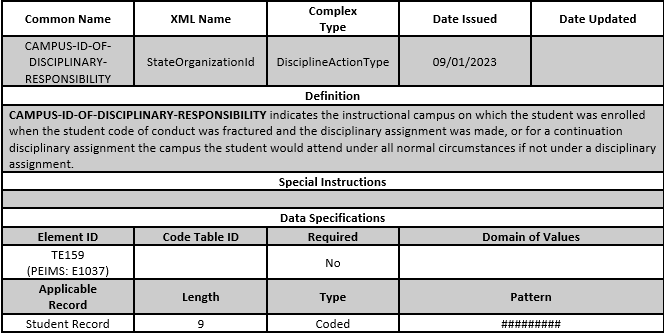 Common Name XML Name Complex Type Date Issued Date Updated
CAMPUS-ID-OF-DISCIPLINARY-RESPONSIBILITY StateOrganizationId DisciplineActionType 09/01/2023
Definition
CAMPUS-ID-OF-DISCIPLINARY-RESPONSIBILITY indicates the instructional campus on which the student was enrolled
when the student code of conduct was fractured and the disciplinary assignment was made, or for a continuation
disciplinary assignment the campus the student would attend under all normal circumstances if not under a disciplinary
assignment.
Special Instructions
Data Specifications
Element ID Code Table ID Required Domain of Values
TE159
(PEIMS: E1037) No
Applicable Record Length Type Pattern
Student Record 9 Coded #########